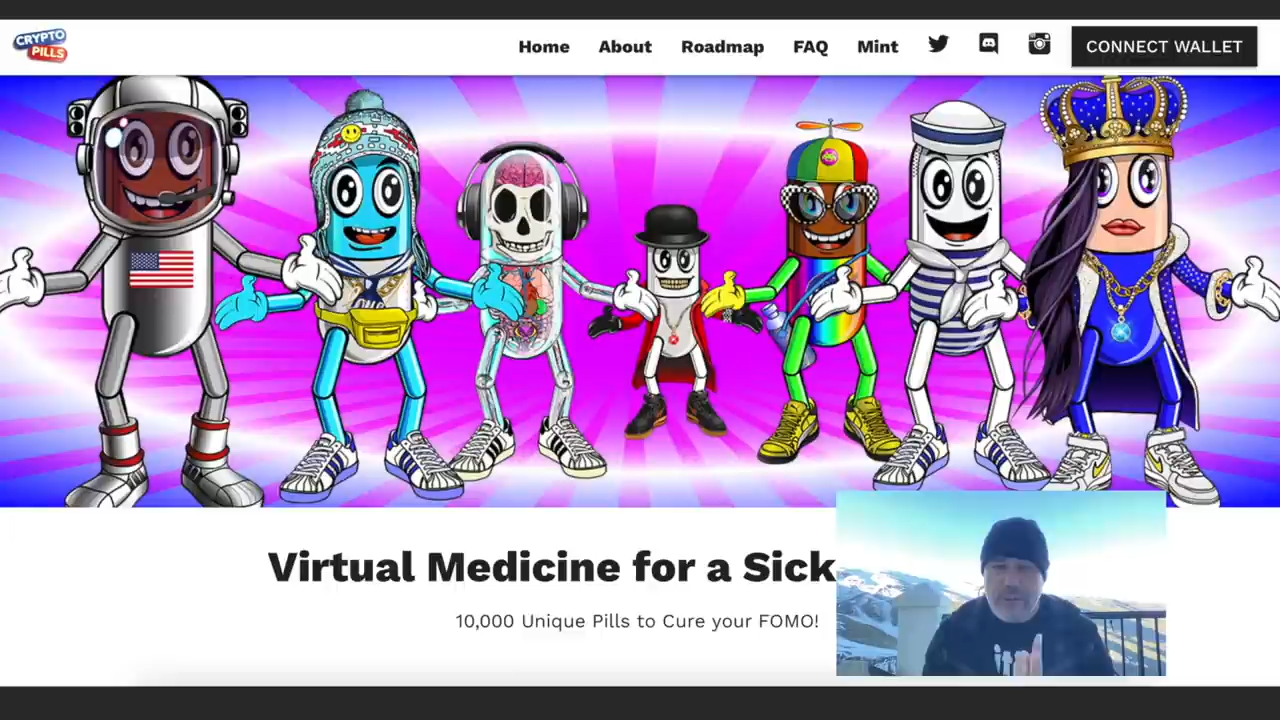 CRYPTO
PILLS
Home About Roadmap FAQ Mint CONNECT WALLET
Virtual Medicine for a Sick
10,000 Unique Pills to Cure your FOMO!